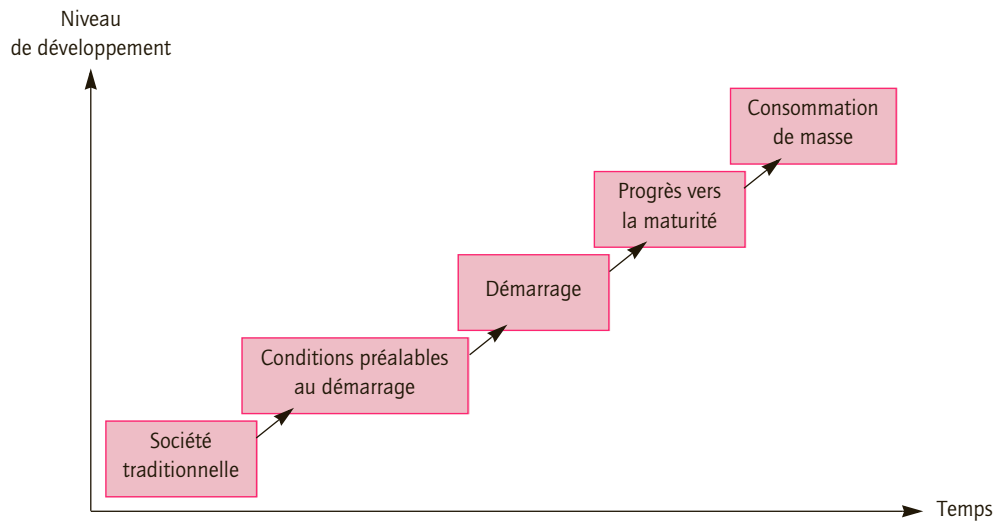 Niveau
de développement
Consommation
de masse
Progrès vers
la maturité
Démarrage
Conditions préalables
au démarrage
Société
traditionnelle
Temps